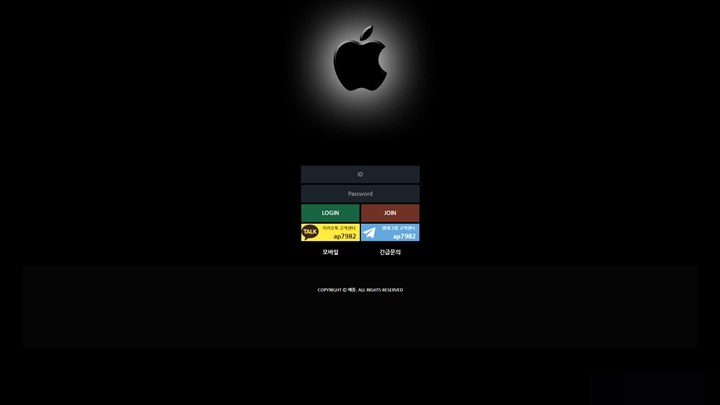 ID
Password
LOGIN
JOIN
TALK
카카오톡 고객센터
ap7982
텔레그램 고객센터
ap7982
모바일
긴급문의
COPYRIGHT © 애플. ALL RIGHTS RESERVED